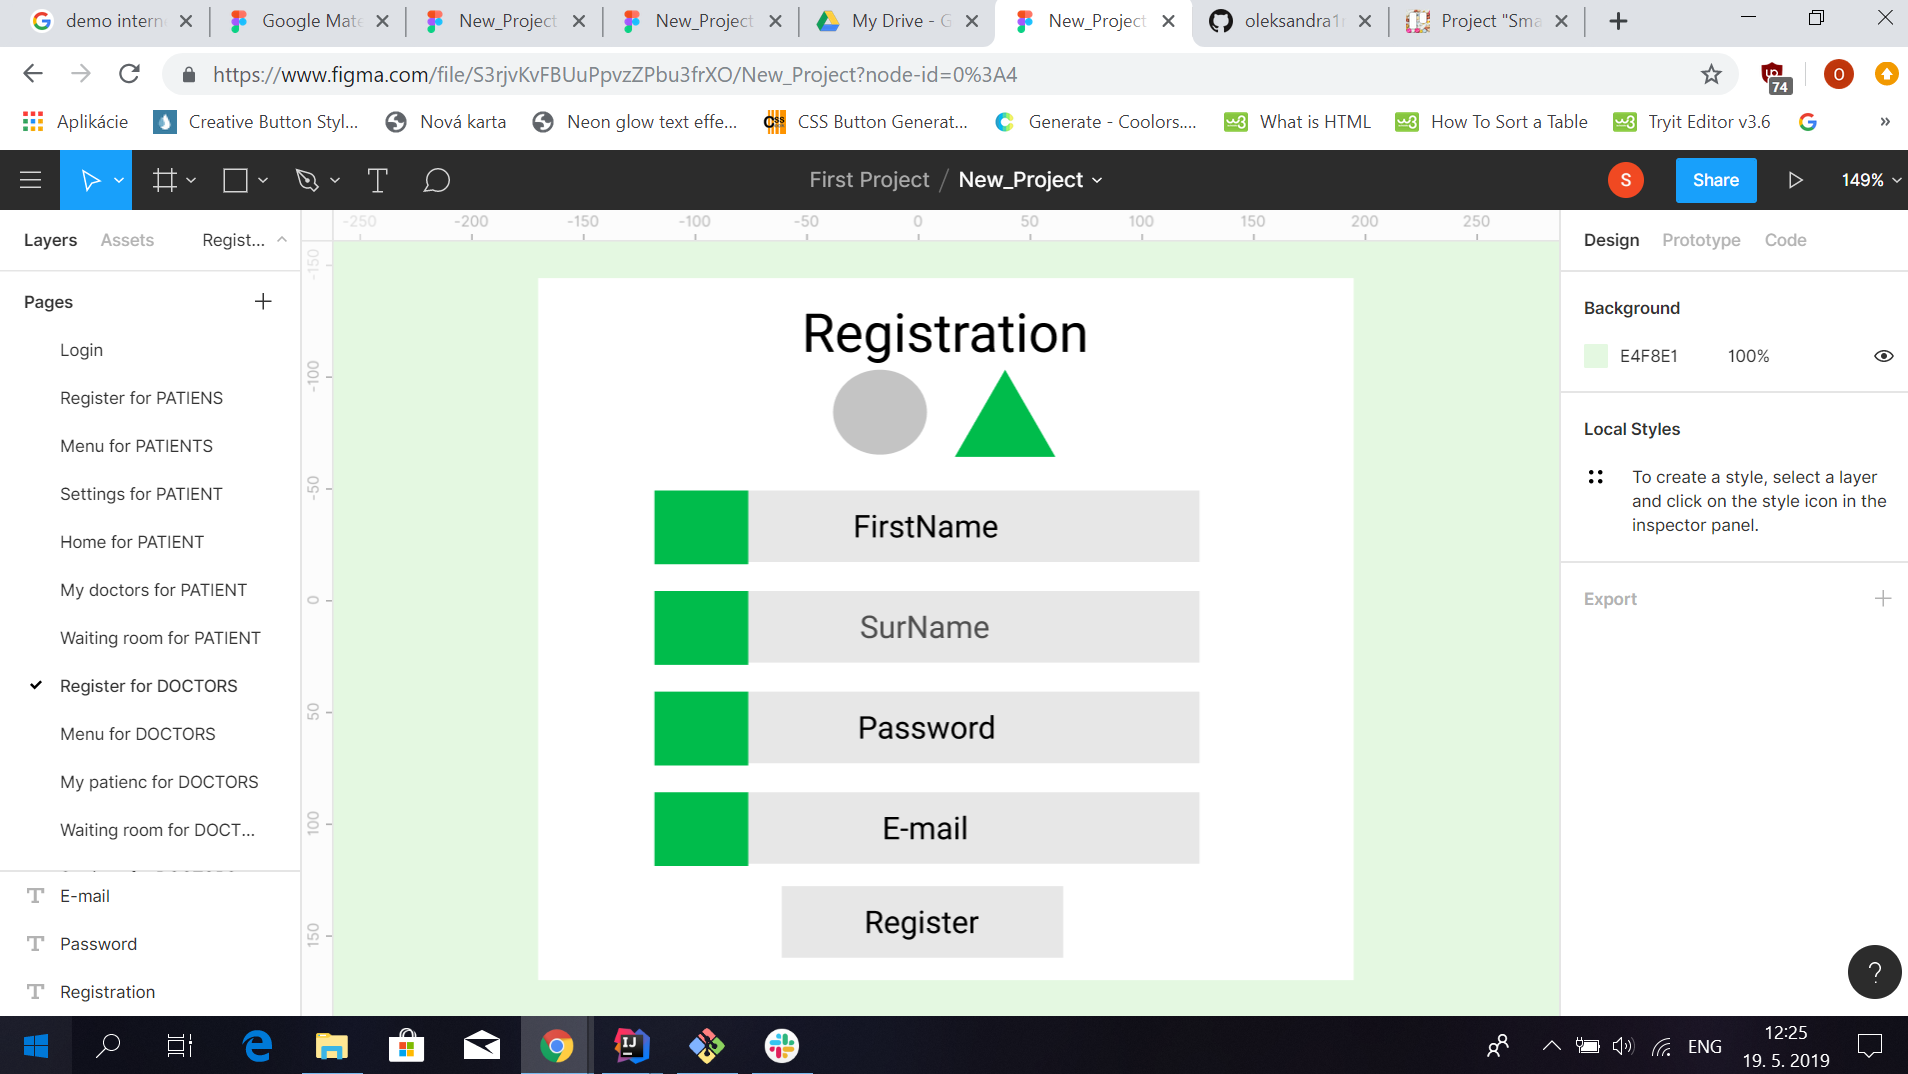 demo intern
Google Mate
New_Project
New_Project
My Drive - G
New_Project
oleksandra1r
Project "Sma
https://www.figma.com/file/S3rjvKvFBUuPpvzZPbu3frXO/New_Project?node-id=0%3A4
74
O
Aplikácie
Creative Button Styl...
Nová karta
Neon glow text effe...
CSS Button Generat...
Generate - Coolors....
What is HTML
How To Sort a Table
Tryit Editor v3.6
»
First Project / New_Project
S
Share
149%
Layers
Assets
Regist...
-250 -200 -150 -100 -50 0 50 100 150 200 250
Design
Prototype
Code
-150
-100
-50
0
50
100
150
Pages
Login
Register for PATIENS
Menu for PATIENTS
Settings for PATIENT
Home for PATIENT
My doctors for PATIENT
Waiting room for PATIENT
Register for DOCTORS
Menu for DOCTORS
My patienc for DOCTORS
Waiting room for DOCT...
E-mail
Password
Registration
Registration
FirstName
SurName
Password
E-mail
Register
Background
E4F8E1 100%
Local Styles
To create a style, select a layer
and click on the style icon in the
inspector panel.
Export
?
IJ
ENG
12:25
19. 5. 2019